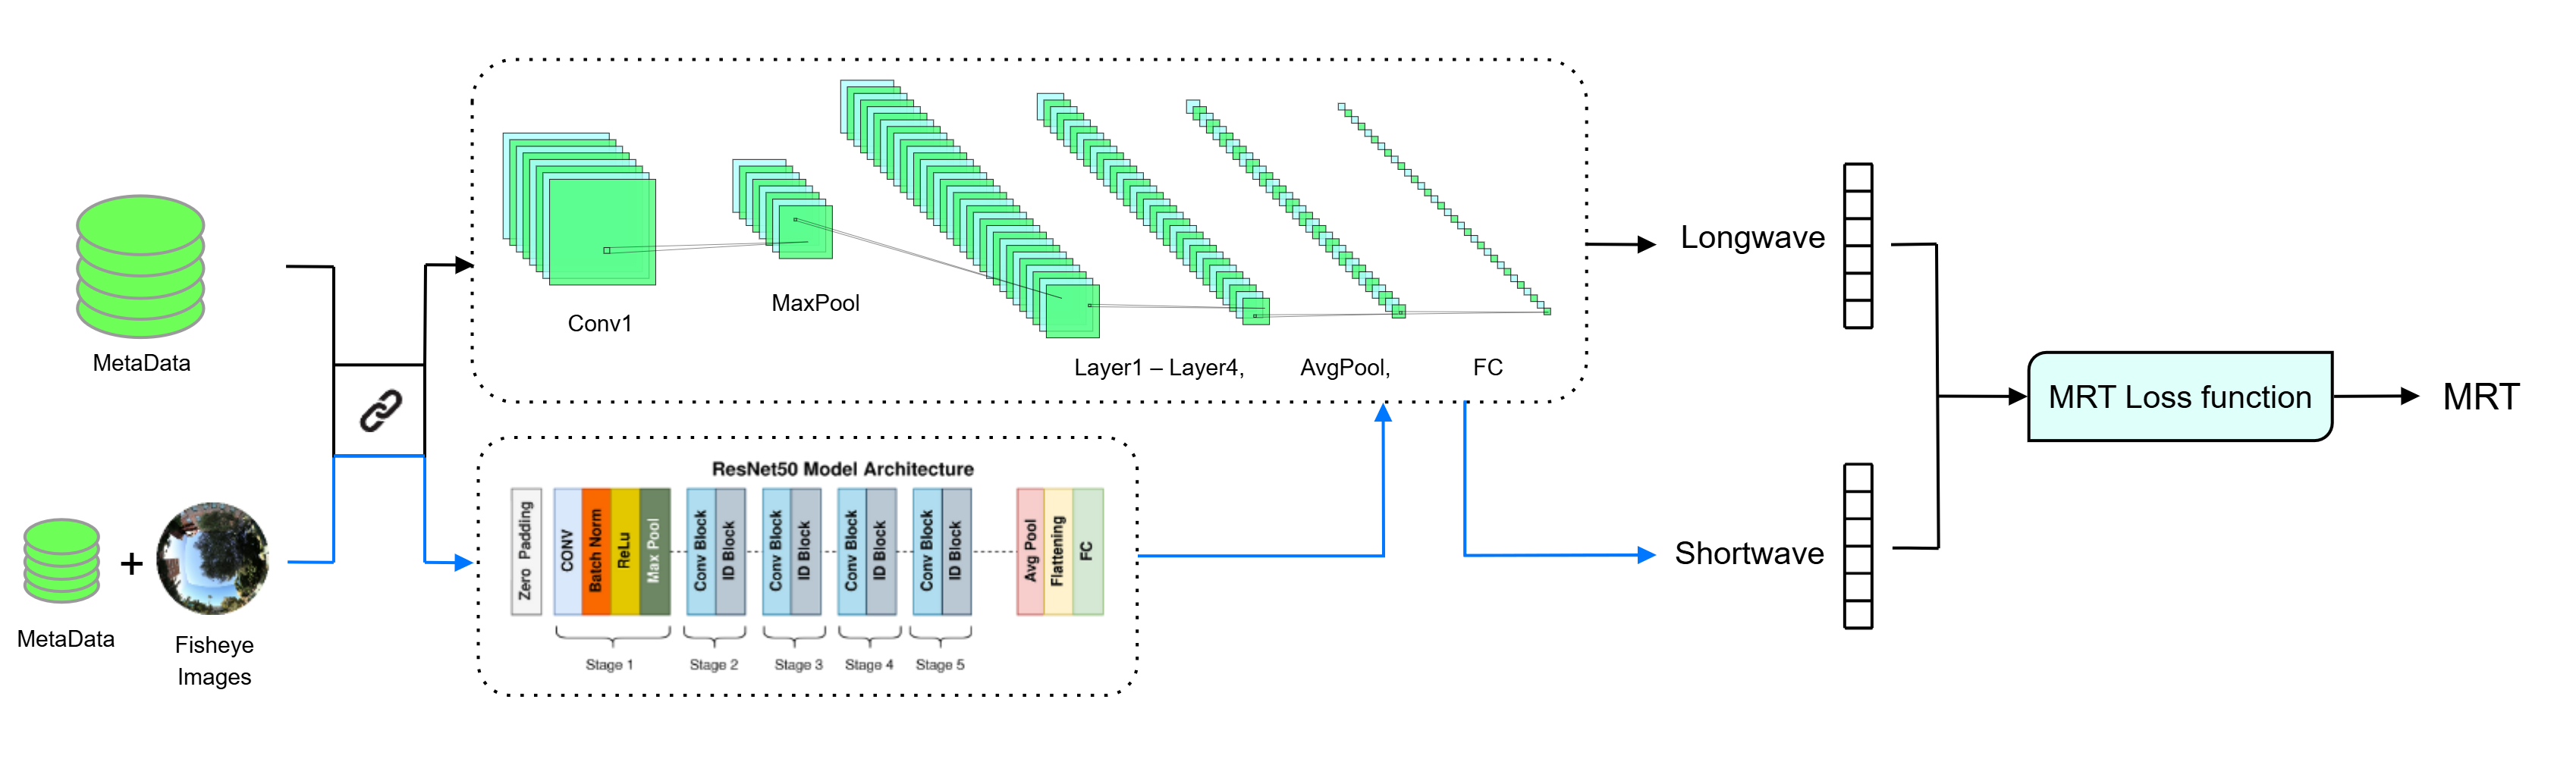 MetaData
Conv1
MaxPool
Layer1 – Layer4,
AvgPool,
FC
Longwave
MRT Loss function
MRT
MetaData
+
Fisheye
Images
ResNet50 Model Architecture
Zero Padding
CONV
Batch Norm
ReLu
Max Pool
Conv Block
ID Block
Conv Block
ID Block
Conv Block
ID Block
Conv Block
ID Block
Avg Pool
Flattening
FC
Stage 1
Stage 2
Stage 3
Stage 4
Stage 5
Shortwave